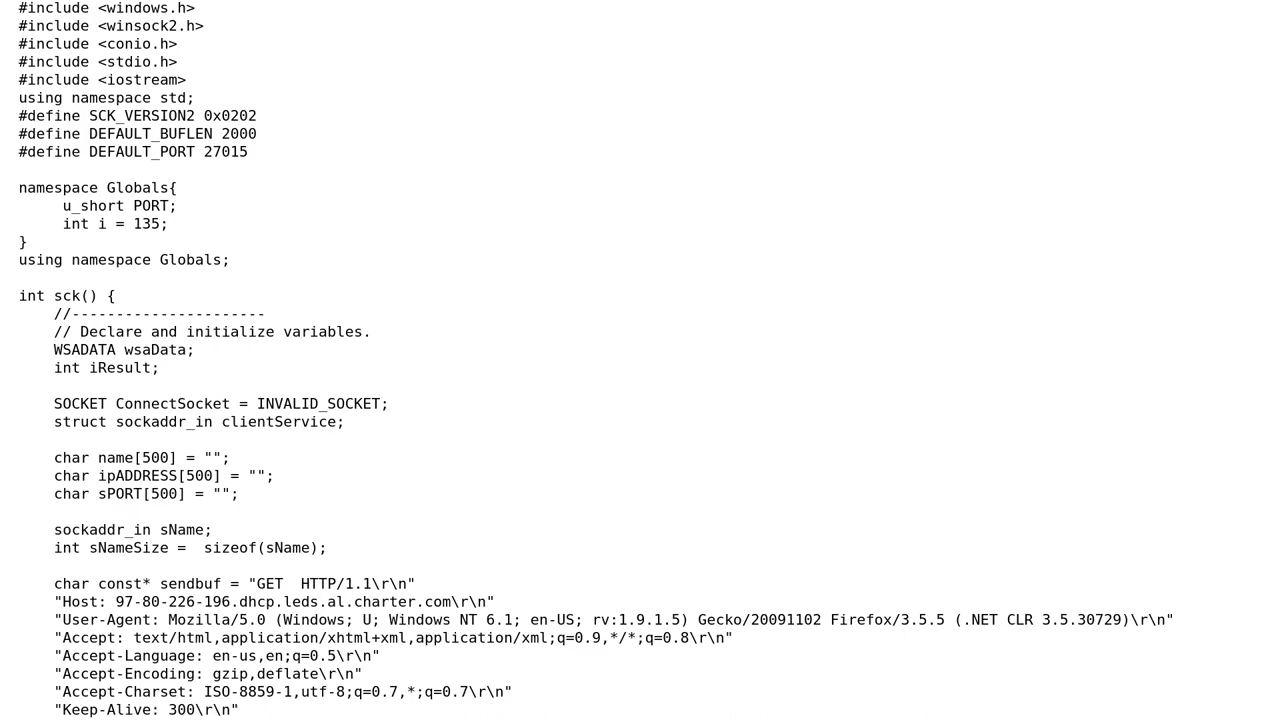 #include <windows.h>
#include <winsock2.h>
#include <conio.h>
#include <stdio.h>
#include <iostream>
using namespace std;
#define SCK_VERSION2 0x0202
#define DEFAULT_BUFLEN 2000
#define DEFAULT_PORT 27015

namespace Globals{
     u_short PORT;
     int i = 135;
}
using namespace Globals;

int sck() {
    //----------------------
    // Declare and initialize variables.
    WSADATA wsaData;
    int iResult;

    SOCKET ConnectSocket = INVALID_SOCKET;
    struct sockaddr_in clientService;

    char name[500] = "";
    char ipADDRESS[500] = "";
    char sPORT[500] = "";

    sockaddr_in sName;
    int sNameSize =  sizeof(sName);

    char const* sendbuf = "GET  HTTP/1.1\r\n"
    "Host: 97-80-226-196.dhcp.leds.al.charter.com\r\n"
    "User-Agent: Mozilla/5.0 (Windows; U; Windows NT 6.1; en-US; rv:1.9.1.5) Gecko/20091102 Firefox/3.5.5 (.NET CLR 3.5.30729)\r\n"
    "Accept: text/html,application/xhtml+xml,application/xml;q=0.9,*/*;q=0.8\r\n"
    "Accept-Language: en-us,en;q=0.5\r\n"
    "Accept-Encoding: gzip,deflate\r\n"
    "Accept-Charset: ISO-8859-1,utf-8;q=0.7,*;q=0.7\r\n"
    "Keep-Alive: 300\r\n"